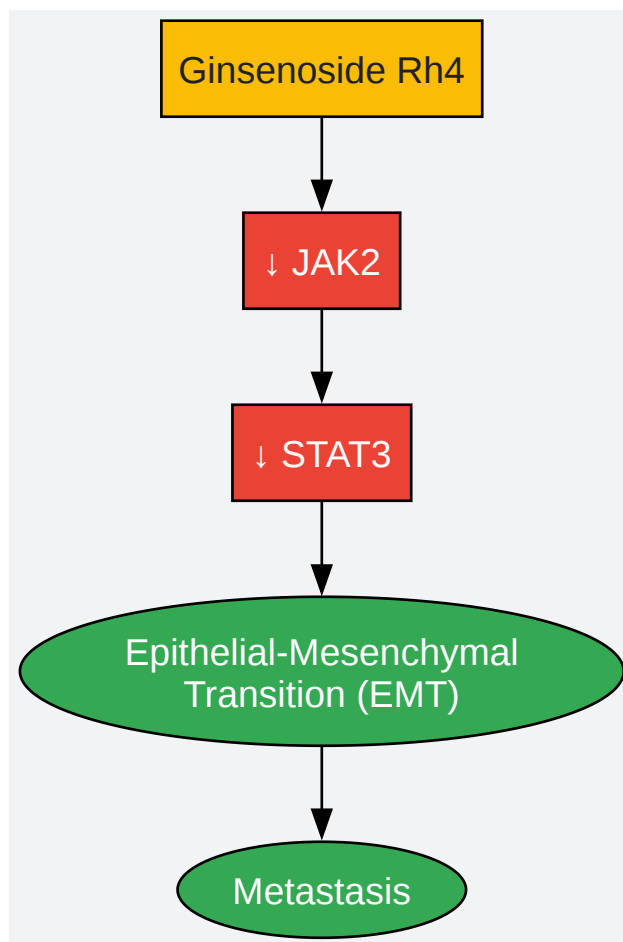 Ginsenoside Rh4
↓ JAK2
↓ STAT3
Epithelial-Mesenchymal
Transition (EMT)
Metastasis